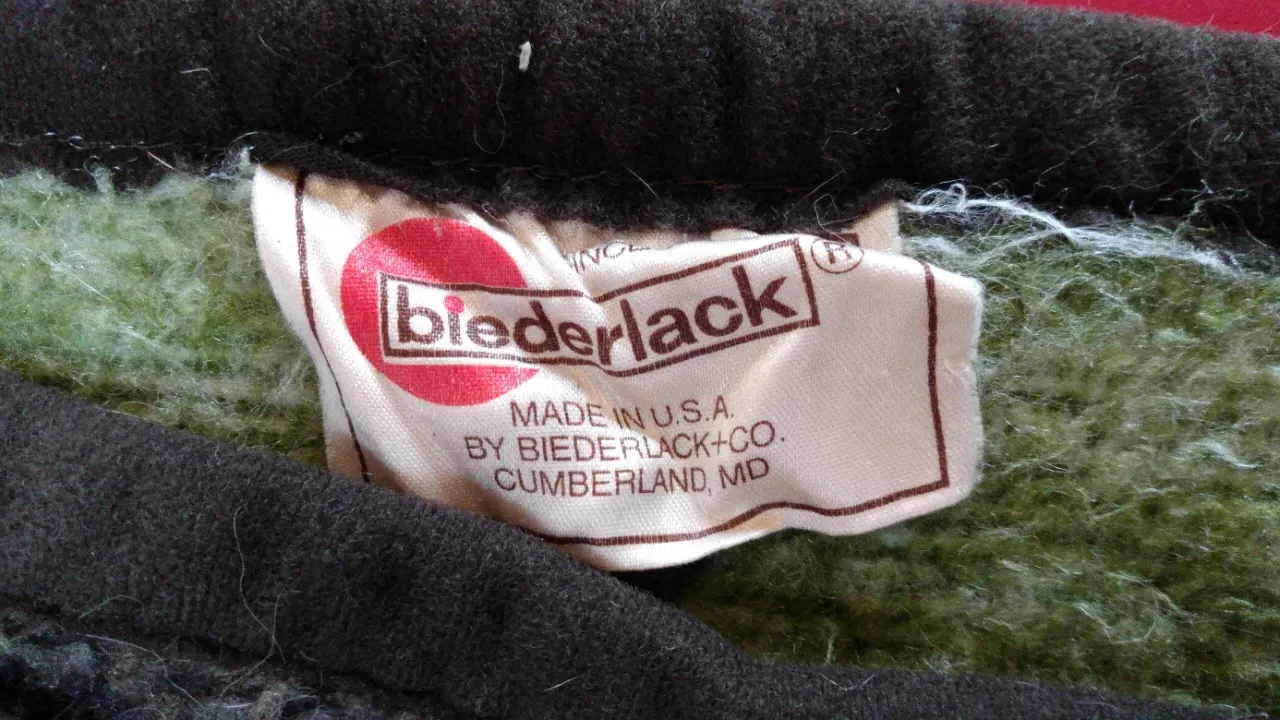 biederlack®
MADE IN U.S.A.
BY BIEDERLACK+CO.
CUMBERLAND, MD